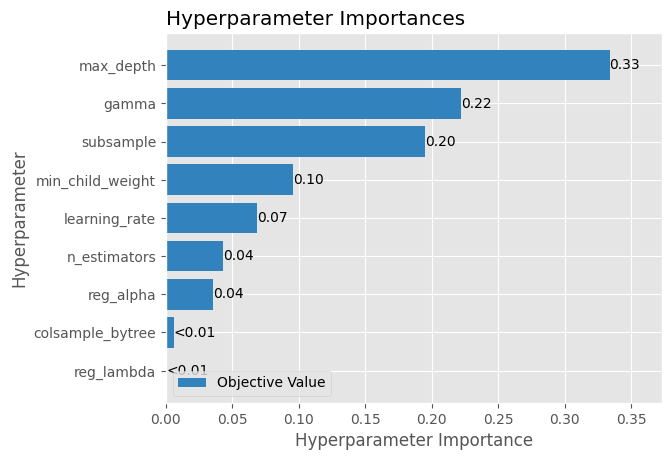 Hyperparameter Importances
Hyperparameter
max_depth
0.33
gamma
0.22
subsample
0.20
min_child_weight
0.10
learning_rate
0.07
n_estimators
0.04
reg_alpha
0.04
colsample_bytree
<0.01
reg_lambda
<0.01
Objective Value
0.00 0.05 0.10 0.15 0.20 0.25 0.30 0.35
Hyperparameter Importance